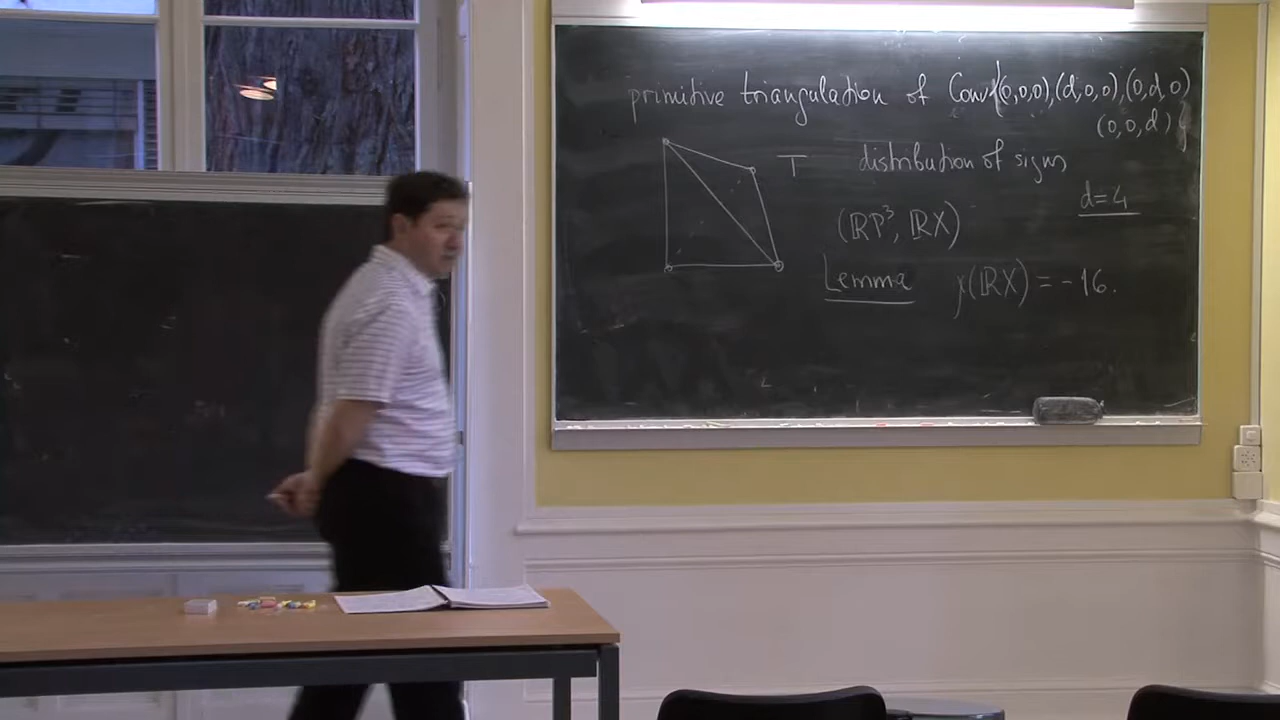 primitive triangulation of Conv{(0,0,0),(d,0,0),(0,d,0)
(0,0,d)}
T distribution of signs
d=4
(ℝP³, ℝX)
Lemma χ(ℝX) = -16.